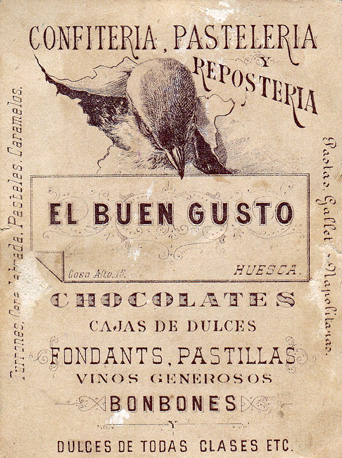 CONFITERIA, PASTELERIA
Y
REPOSTERIA
EL BUEN GUSTO
Coso Alto, 15.
HUESCA.
CHOCOLATES
CAJAS DE DULCES
FONDANTS, PASTILLAS
VINOS GENEROSOS
BONBONES
Y
DULCES DE TODAS CLASES ETC.
Turrones, Cera labrada, Pasteles, Caramelos.
Pastas, Gallet Napolitanas.